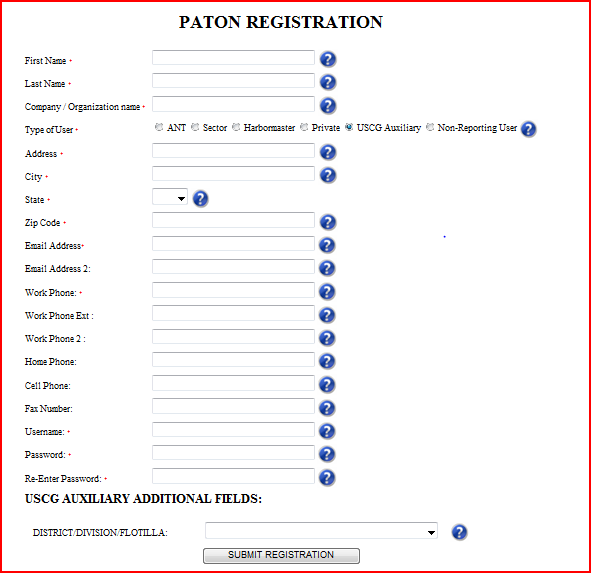 PATON REGISTRATION
First Name *
Last Name *
Company / Organization name *
Type of User * ANT Sector Harbormaster Private USCG Auxiliary Non-Reporting User ?
Address *
City *
State *
Zip Code *
Email Address*
Email Address 2:
Work Phone: *
Work Phone Ext :
Work Phone 2 :
Home Phone:
Cell Phone:
Fax Number:
Username: *
Password: *
Re-Enter Password: *
USCG AUXILIARY ADDITIONAL FIELDS:
DISTRICT/DIVISION/FLOTILLA:
SUBMIT REGISTRATION